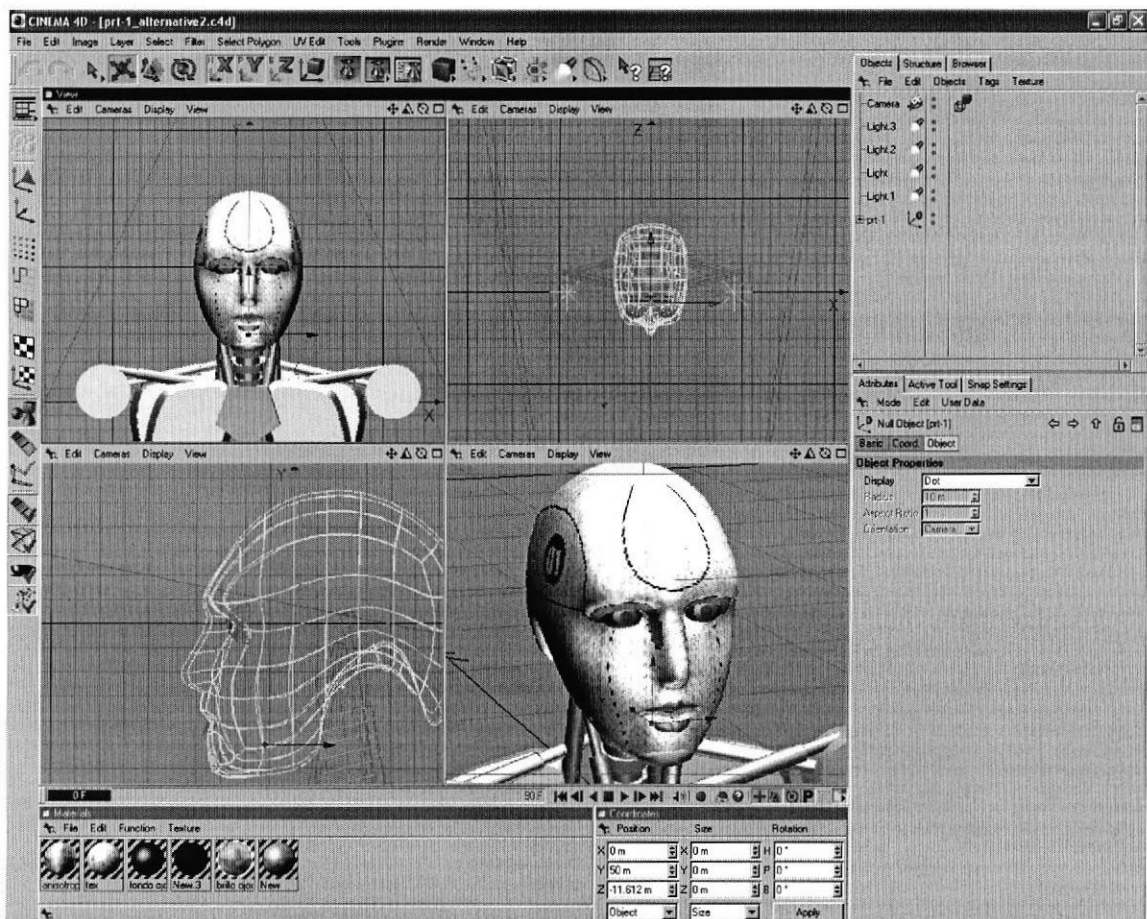 CINEMA 4D - [prt-1_alternative2.c4d]
File Edit Image Layer Select Filter Select Polygon UV Edit Tools Plugins Render Window Help
Objects Structure Browser
File Edit Objects Tags Texture
Camera
Light.3
Light.2
Light
Light.1
prt-1
View
Edit Cameras Display View
Edit Cameras Display View
Y
X
Z
X
Attributes Active Tool Snap Settings
Mode Edit User Data
Null Object [prt-1]
Basic Coord. Object
Object Properties
Display Dot
Radius 10 m
Aspect Ratio 1
Orientation Camera
Edit Cameras Display View
Edit Cameras Display View
Y
01
0 F
90 F
P
Materials
File Edit Function Texture
anisotrop tex fondo ojo New.3 brillo ojo New
Coordinates
Position Size Rotation
X 0 m X 0 m H 0 °
Y 50 m Y 0 m P 0 °
Z -11.612 m Z 0 m B 0 °
Object Size Apply